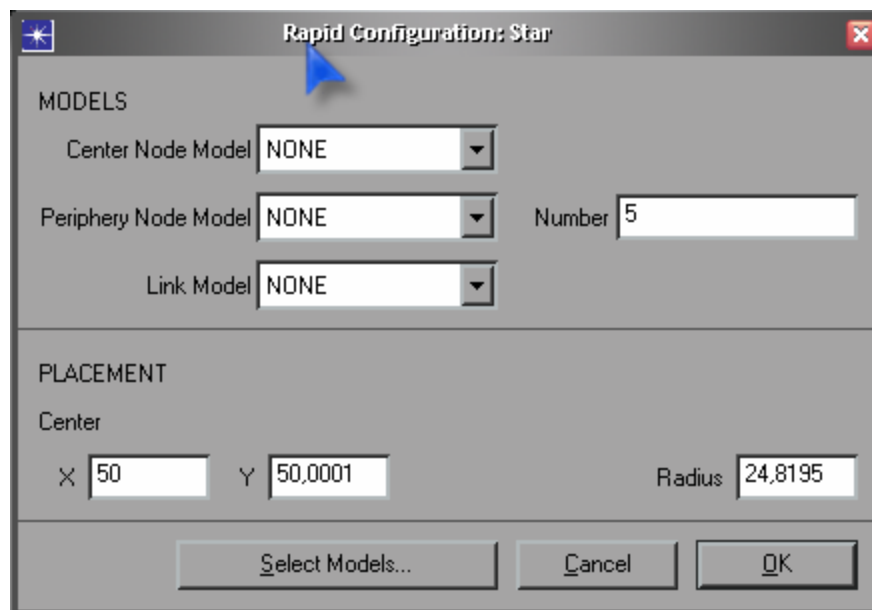 Rapid Configuration: Star
MODELS
Center Node Model NONE
Periphery Node Model NONE Number 5
Link Model NONE
PLACEMENT
Center
X 50 Y 50,0001 Radius 24,8195
Select Models... Cancel OK